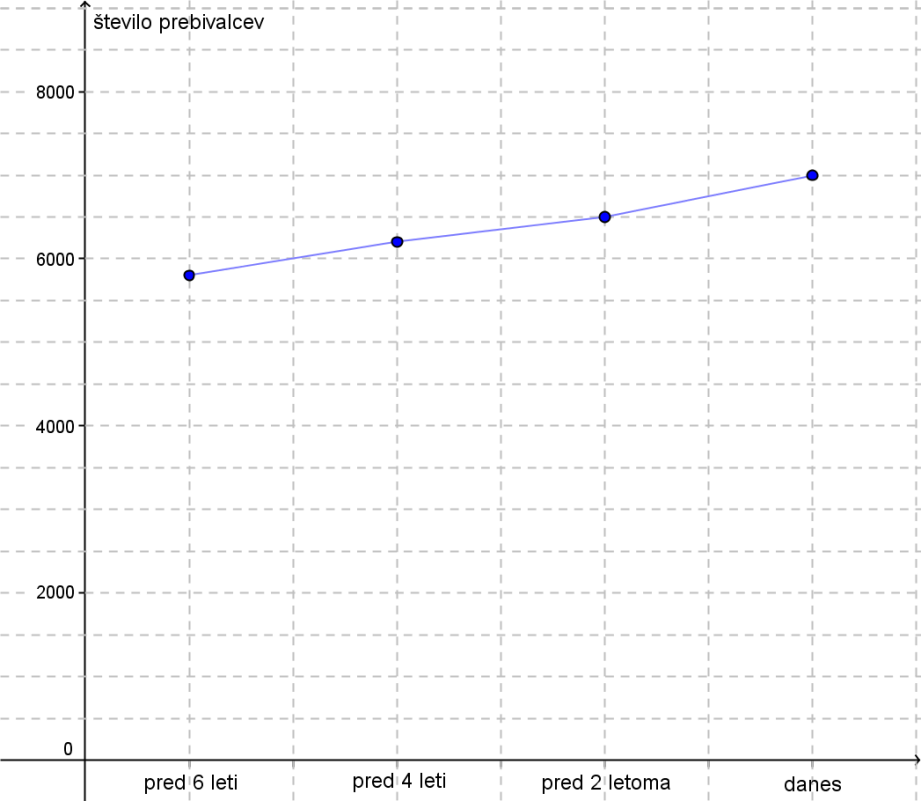 število prebivalcev
8000
6000
4000
2000
0
pred 6 leti
pred 4 leti
pred 2 letoma
danes